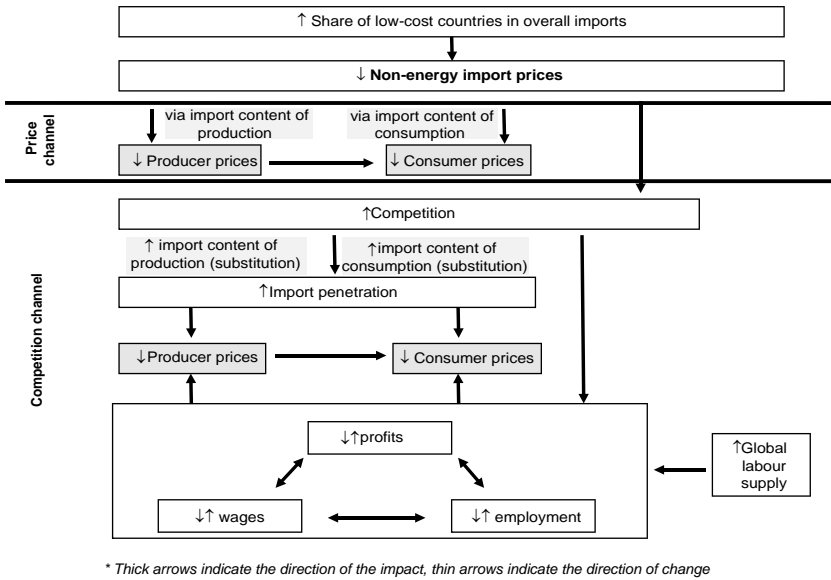 ↑ Share of low-cost countries in overall imports
↓ Non-energy import prices
Price
channel
via import content of
production
via import content of
consumption
↓ Producer prices
↓ Consumer prices
Competition channel
↑Competition
↑ import content of
production (substitution)
↑import content of
consumption (substitution)
↑Import penetration
↓Producer prices
↓ Consumer prices
↓↑profits
↓↑ wages
↓↑ employment
↑Global
labour
supply
* Thick arrows indicate the direction of the impact, thin arrows indicate the direction of change